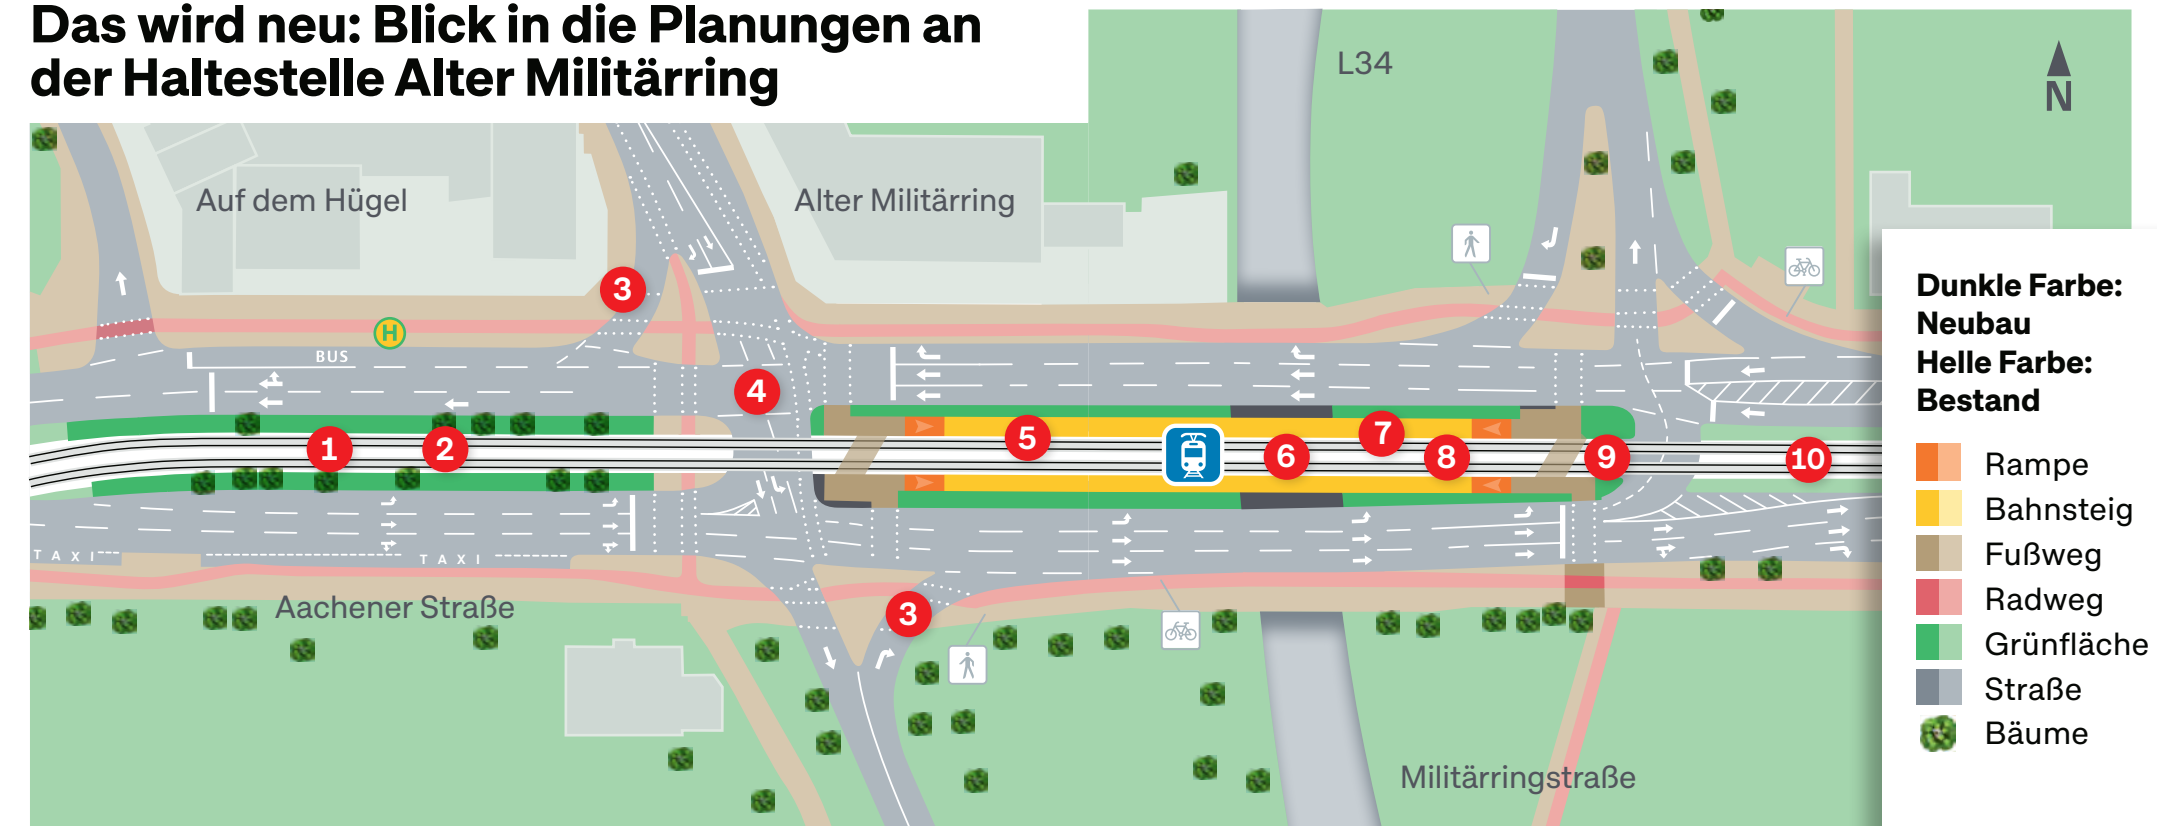 Das wird neu: Blick in die Planungen an
der Haltestelle Alter Militärring
L34
N
Auf dem Hügel
Alter Militärring
3
H
BUS
4
1
2
5
6
7
8
9
10
TAXI
TAXI
Aachener Straße
3
Militärringstraße
Dunkle Farbe:
Neubau
Helle Farbe:
Bestand
Rampe
Bahnsteig
Fußweg
Radweg
Grünfläche
Straße
Bäume